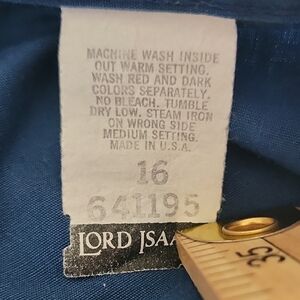 MACHINE WASH INSIDE
OUT WARM SETTING.
WASH RED AND DARK
COLORS SEPARATELY.
NO BLEACH. TUMBLE
DRY LOW. STEAM IRON
ON WRONG SIDE
MEDIUM SETTING.
MADE IN U.S.A.
16
641195
LORD ISAA
35